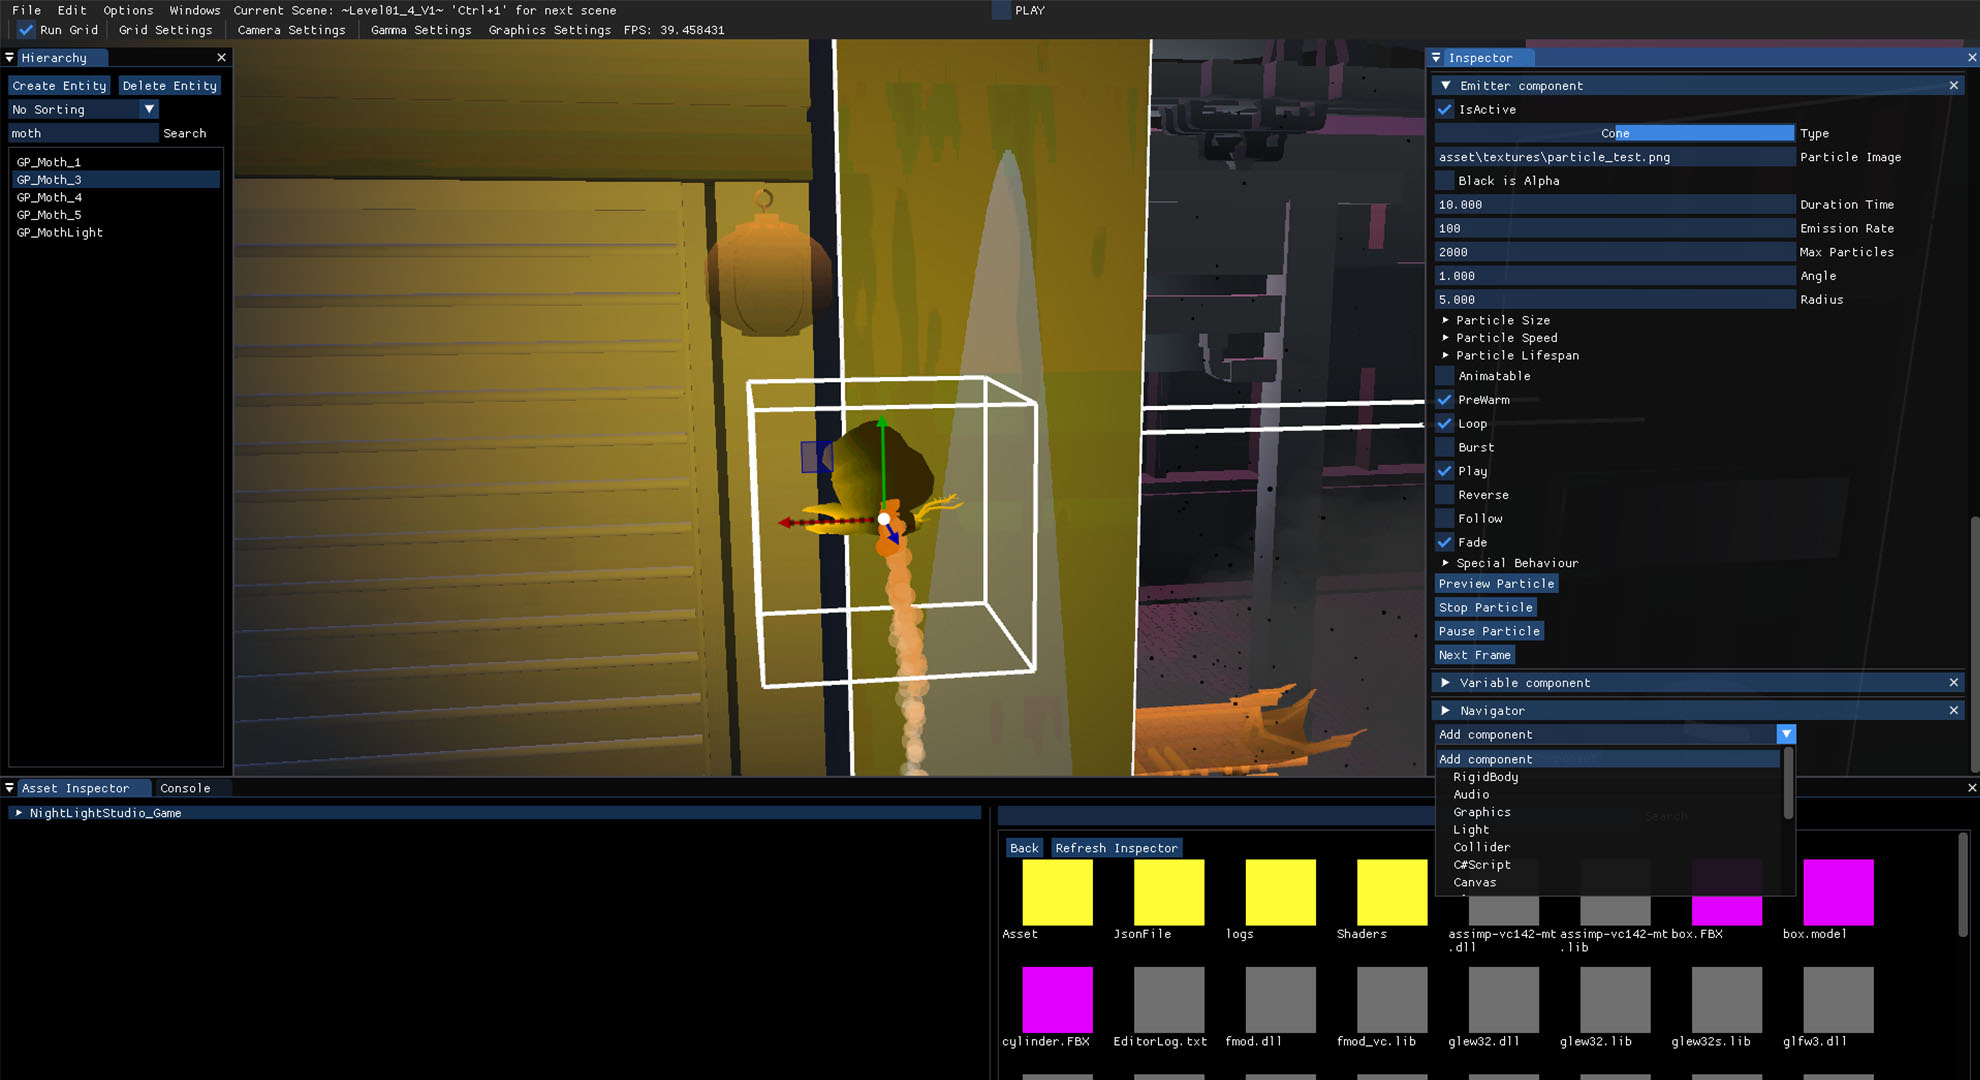 File Edit Options Windows Current Scene: ~Level01_4_V1~ 'Ctrl+1' for next scene PLAY
Run Grid Grid Settings Camera Settings Gamma Settings Graphics Settings FPS: 39.458431
Hierarchy
Create Entity Delete Entity
No Sorting
moth Search
GP_Moth_1
GP_Moth_3
GP_Moth_4
GP_Moth_5
GP_MothLight
Inspector
Emitter component
IsActive
Cone Type
asset\textures\particle_test.png Particle Image
Black is Alpha
10.000 Duration Time
100 Emission Rate
2000 Max Particles
1.000 Angle
5.000 Radius
Particle Size
Particle Speed
Particle Lifespan
Animatable
PreWarm
Loop
Burst
Play
Reverse
Follow
Fade
Special Behaviour
Preview Particle
Stop Particle
Pause Particle
Next Frame
Variable component
Navigator
Add component
Add component
RigidBody
Audio
Graphics
Light
Collider
C#Script
Canvas
Asset Inspector Console
NightLightStudio_Game
Search
Back Refresh Inspector
Asset JsonFile logs Shaders assimp-vc142-mt assimp-vc142-mt box.FBX box.model
.dll .lib
cylinder.FBX EditorLog.txt fmod.dll fmod_vc.lib glew32.dll glew32.lib glew32s.lib glfw3.dll